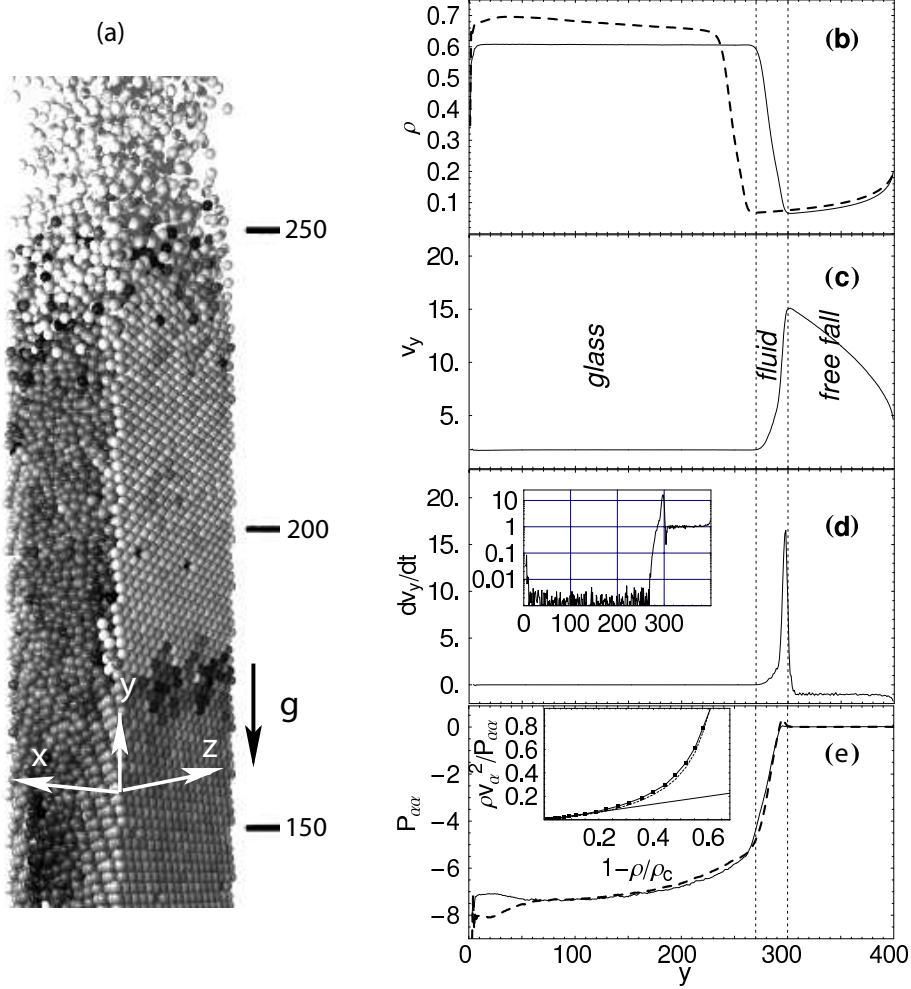 (a)
250
200
150
g
y
x
z
0.7
0.6
0.5
0.4
0.3
0.2
0.1
ρ
(b)
20.
15.
10.
5.
v_y
glass
fluid
free fall
(c)
20.
15.
10.
5.
0.
dv_y/dt
10
1
0.1
0.01
0 100 200 300
(d)
0
−2
−4
−6
−8
P_αα
0.8
0.6
0.4
0.2
ρv_α^2/P_αα
0.2 0.4 0.6
1−ρ/ρ_c
(e)
0 100 200 300 400
y